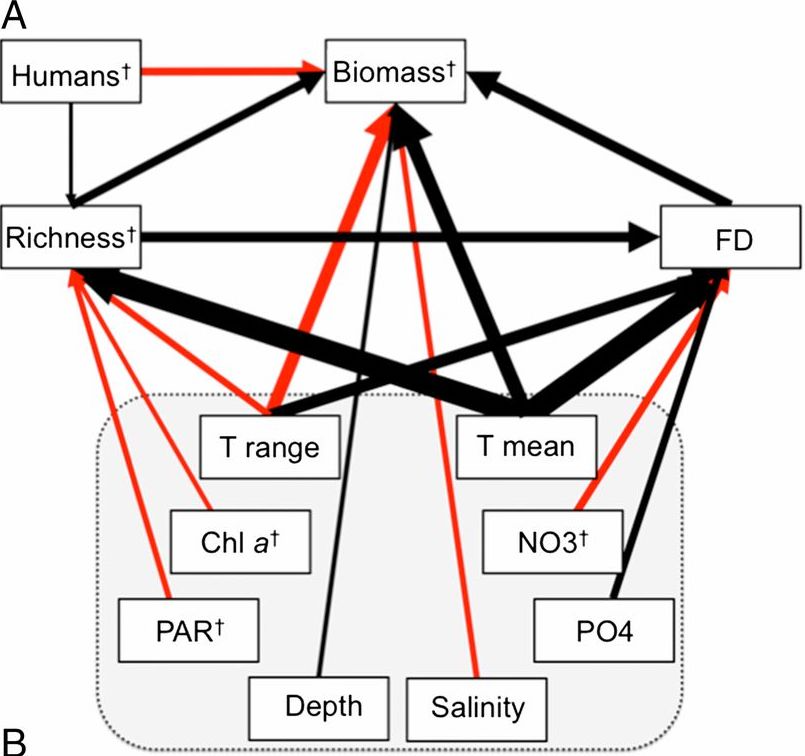 A
Humans†
Biomass†
Richness†
FD
T range
T mean
Chl a†
NO3†
PAR†
PO4
Depth
Salinity
B